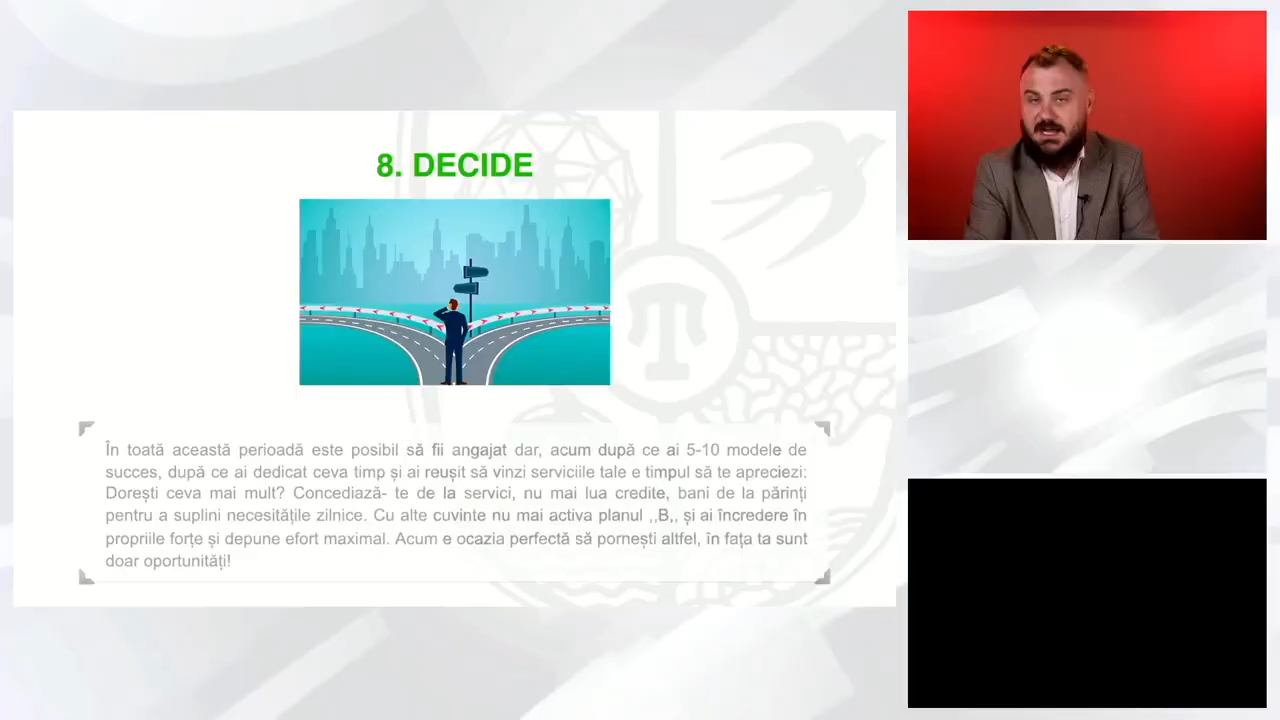 8. DECIDE
În toată această perioadă este posibil să fii angajat dar, acum după ce ai 5-10 modele de
succes, după ce ai dedicat ceva timp și ai reușit să vinzi serviciile tale e timpul să te apreciezi:
Dorești ceva mai mult? Concediază- te de la servici, nu mai lua credite, bani de la părinți
pentru a suplini necesitățile zilnice. Cu alte cuvinte nu mai activa planul ,,B,, și ai încredere în
propriile forțe și depune efort maximal. Acum e ocazia perfectă să pornești altfel, în fața ta sunt
doar oportunități!
T